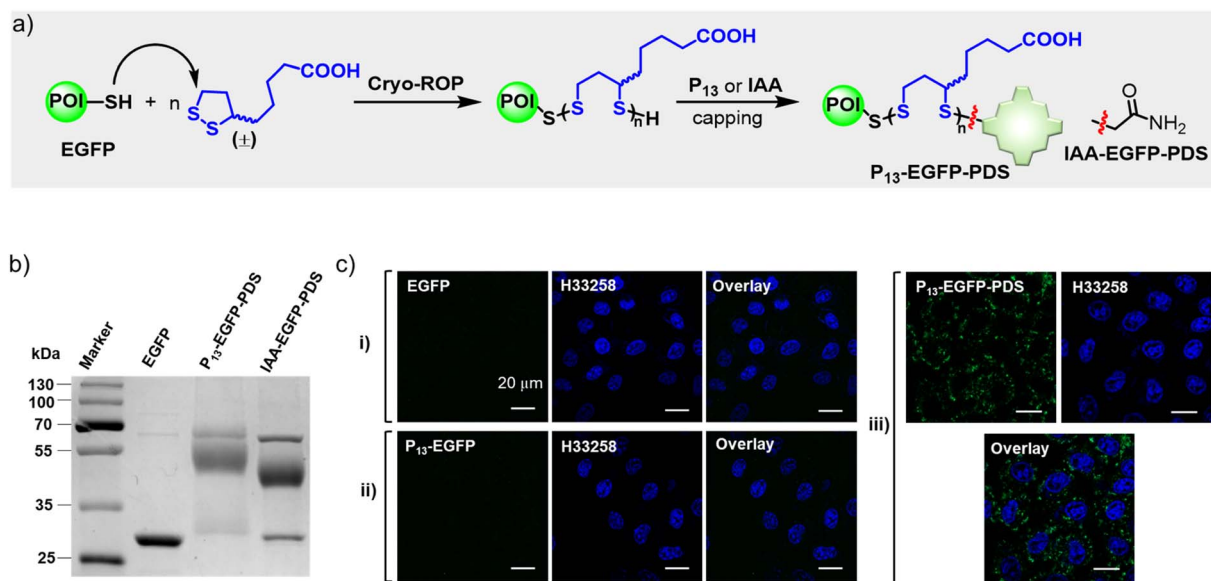 a)
POI
SH
+ n
S
S
(±)
COOH
EGFP
Cryo-ROP
POI
S
S
S
n
H
COOH
P₁₃ or IAA
capping
POI
S
S
S
n
COOH
P₁₃-EGFP-PDS
O
NH₂
IAA-EGFP-PDS
b)
kDa
Marker
EGFP
P₁₃-EGFP-PDS
IAA-EGFP-PDS
130
100
70
55
35
25
c)
i)
EGFP
20 μm
H33258
Overlay
ii)
P₁₃-EGFP
H33258
Overlay
iii)
P₁₃-EGFP-PDS
H33258
Overlay